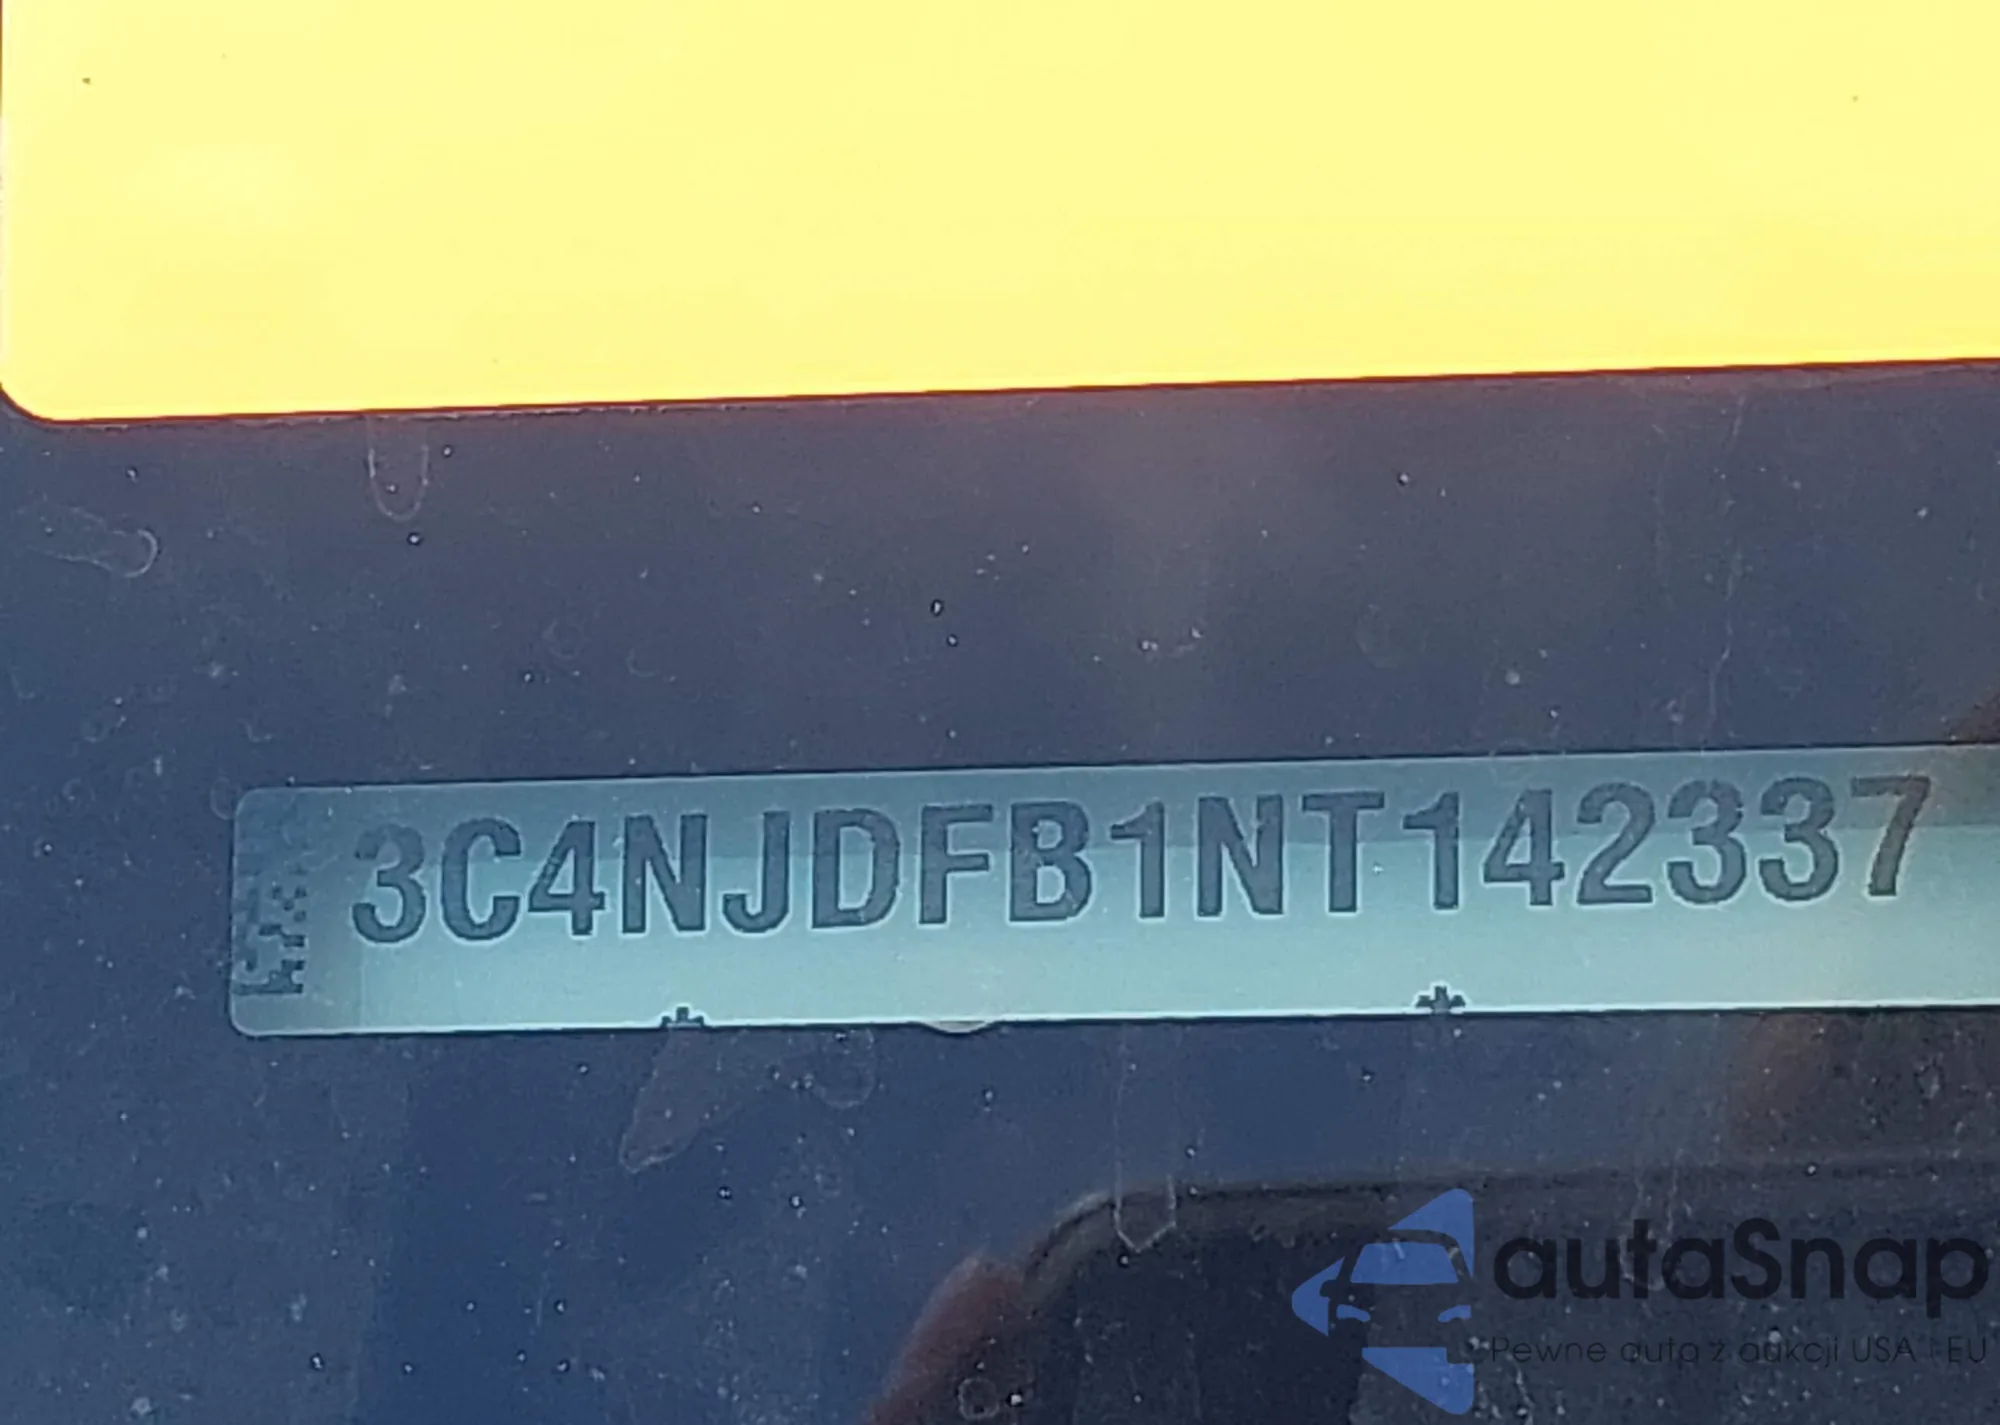 3C4NJDFB1NT142337
autaSnap
Pewne auta z aukcji USA i EU